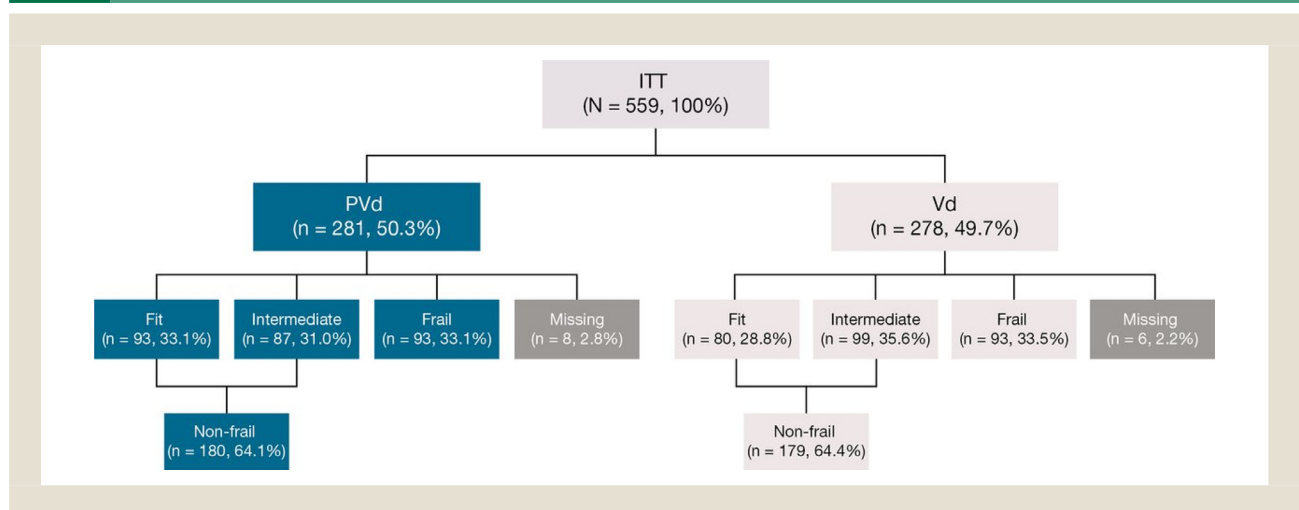 ITT
(N = 559, 100%)
PVd
(n = 281, 50.3%)
Vd
(n = 278, 49.7%)
Fit
(n = 93, 33.1%)
Intermediate
(n = 87, 31.0%)
Frail
(n = 93, 33.1%)
Missing
(n = 8, 2.8%)
Fit
(n = 80, 28.8%)
Intermediate
(n = 99, 35.6%)
Frail
(n = 93, 33.5%)
Missing
(n = 6, 2.2%)
Non-frail
(n = 180, 64.1%)
Non-frail
(n = 179, 64.4%)